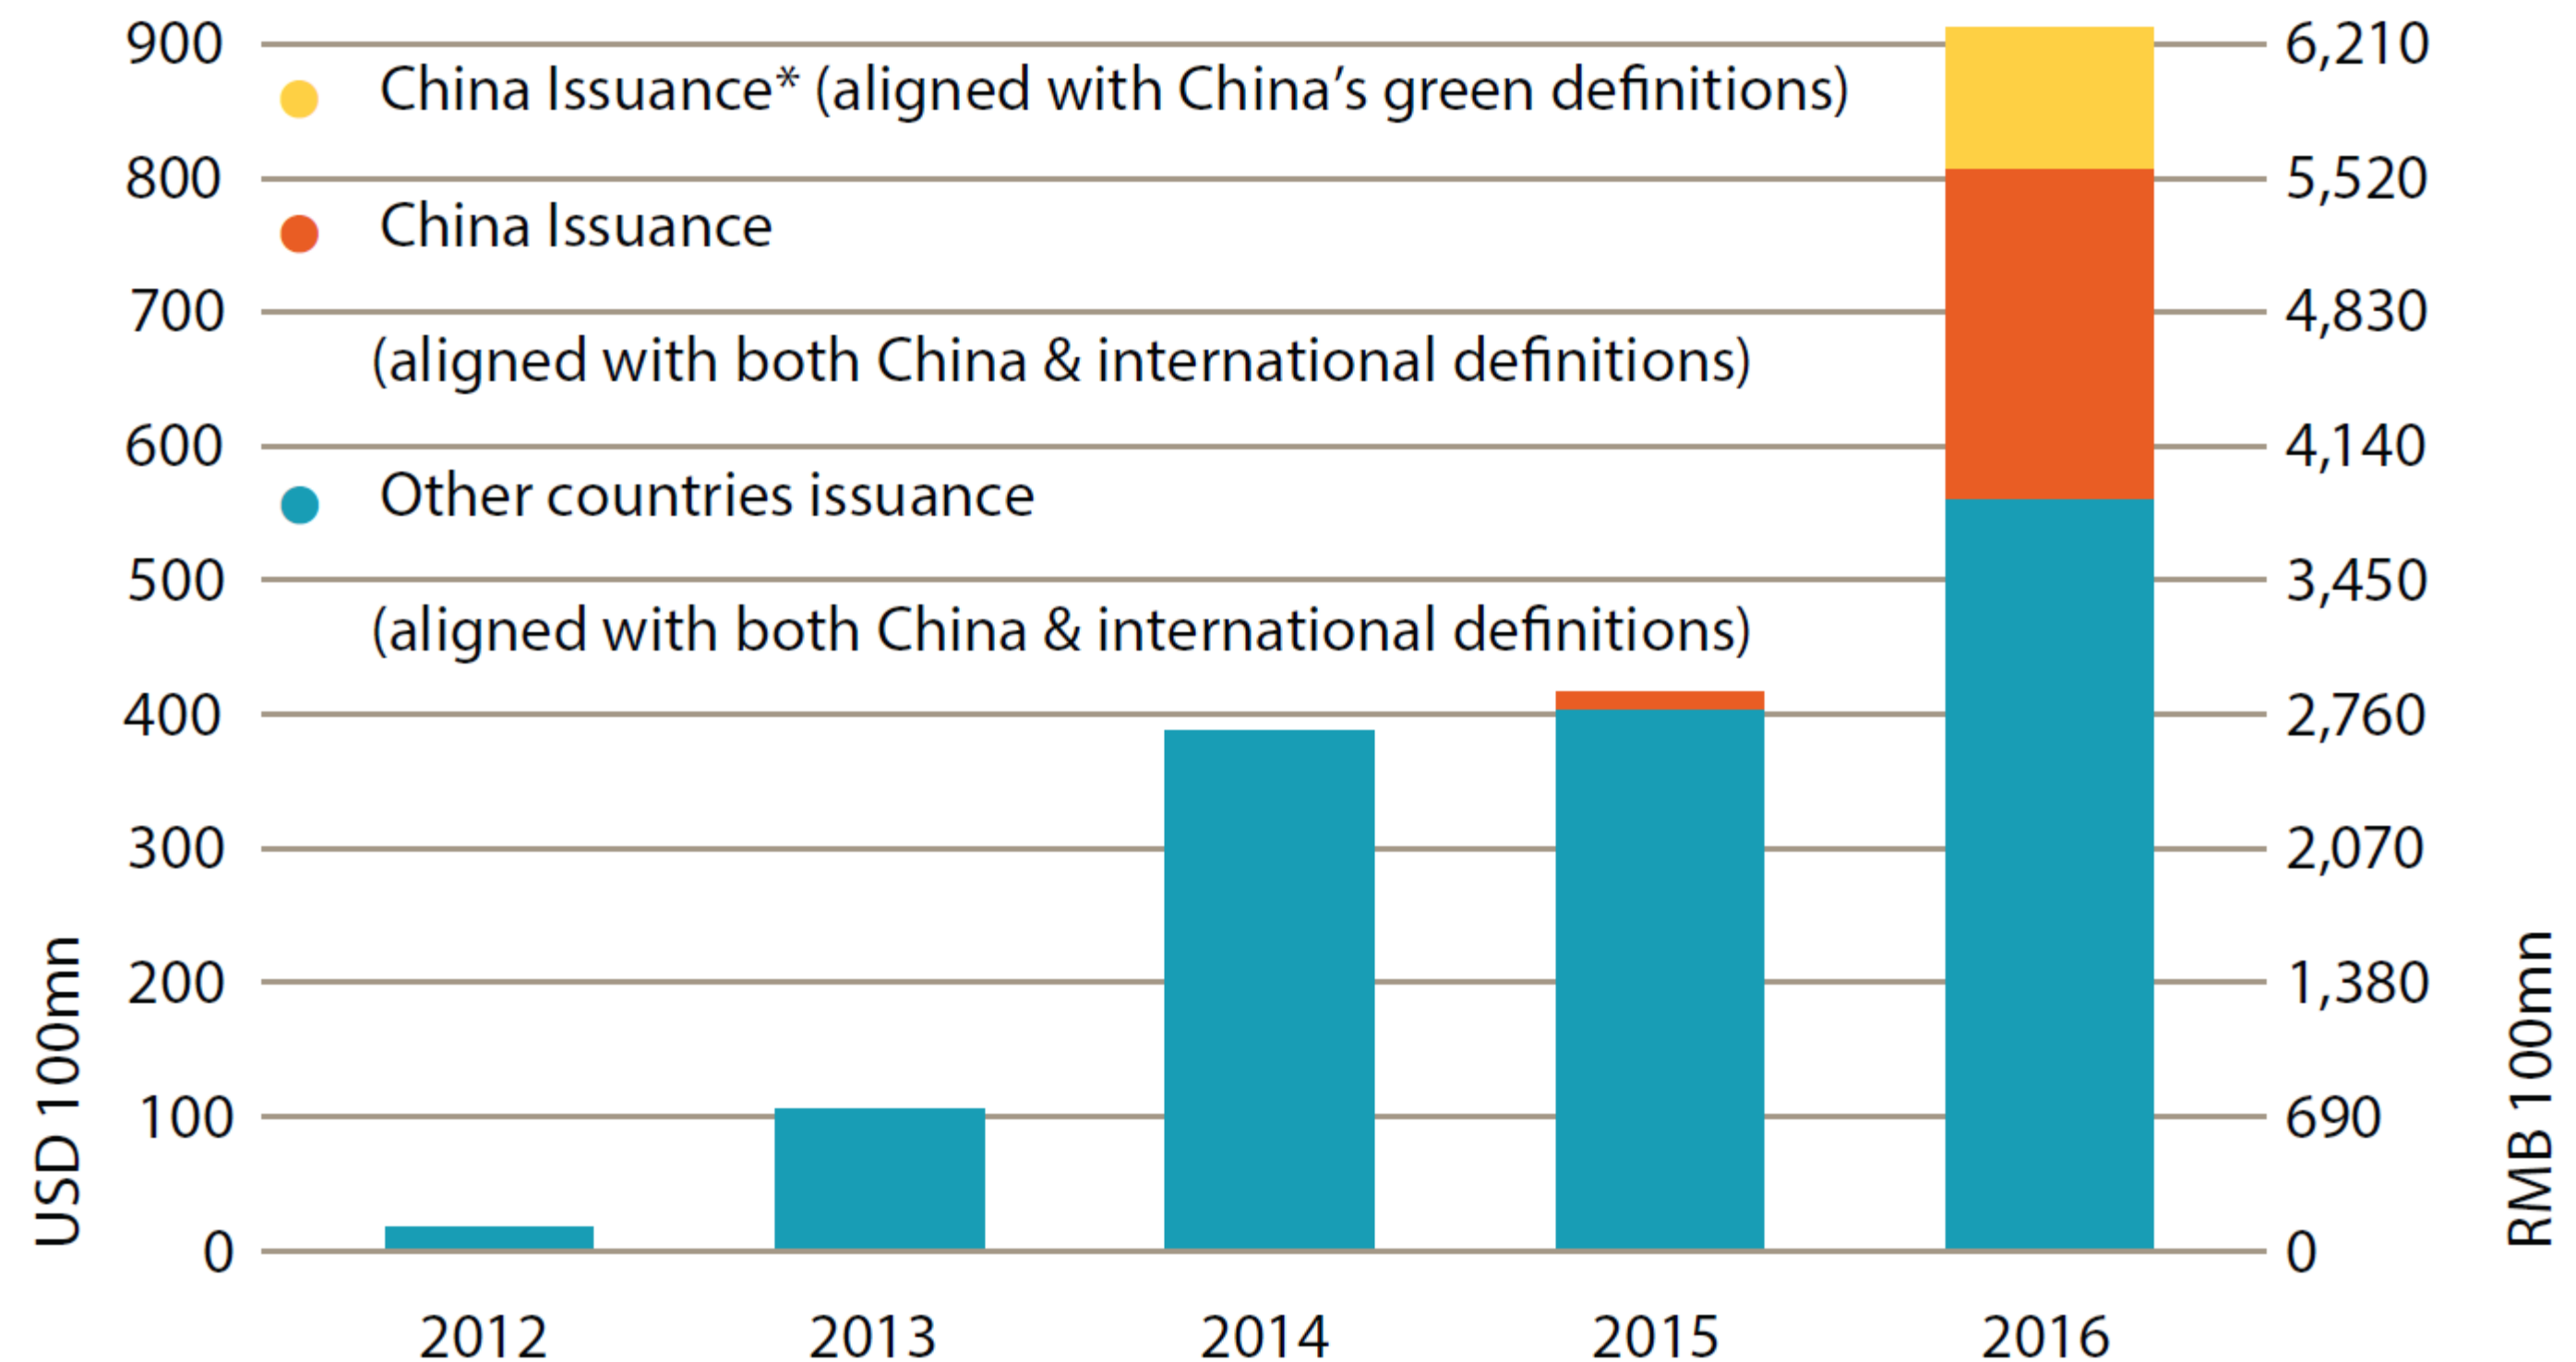 900
China Issuance* (aligned with China’s green definitions)
6,210
800
5,520
China Issuance
700
4,830
(aligned with both China & international definitions)
600
4,140
Other countries issuance
500
3,450
(aligned with both China & international definitions)
400
2,760
300
2,070
200
1,380
100
690
0
0
USD 100mn
RMB 100mn
2012 2013 2014 2015 2016